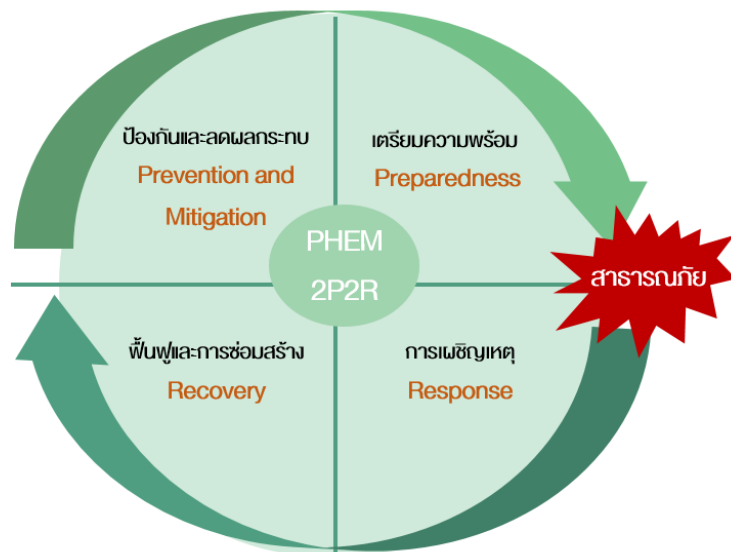 ป้องกันและลดผลกระทบ
Prevention and
Mitigation
เตรียมความพร้อม
Preparedness
PHEM
2P2R
สาธารณภัย
ฟื้นฟูและการซ่อมสร้าง
Recovery
การเผชิญเหตุ
Response